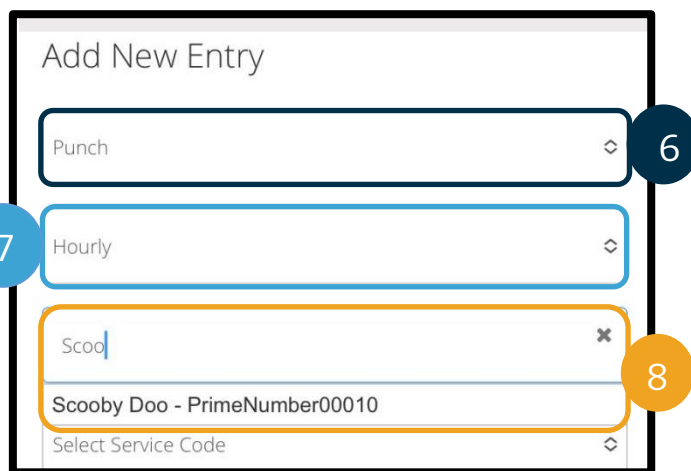 Add New Entry
Punch
6
7
Hourly
Scoo
8
Scooby Doo - PrimeNumber00010
Select Service Code